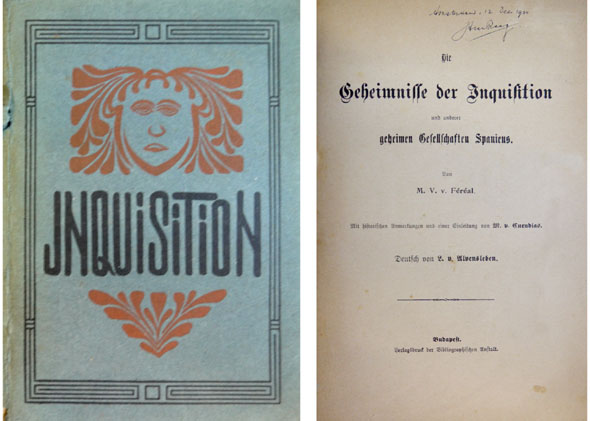 JNQUiSiTiON
Amsterdam
Die
Geheimnisse der Inquisition
und anderer
geheimen Gesellschaften Spaniens.
Von
M. V. v. Féréal.
Mit historischen Anmerkungen und einer Einleitung von M. v. Cuendias.
Deutsch von L. v. Alvensleben.
Budapest.
Verlagsdruck der Bibliographischen Anstalt.